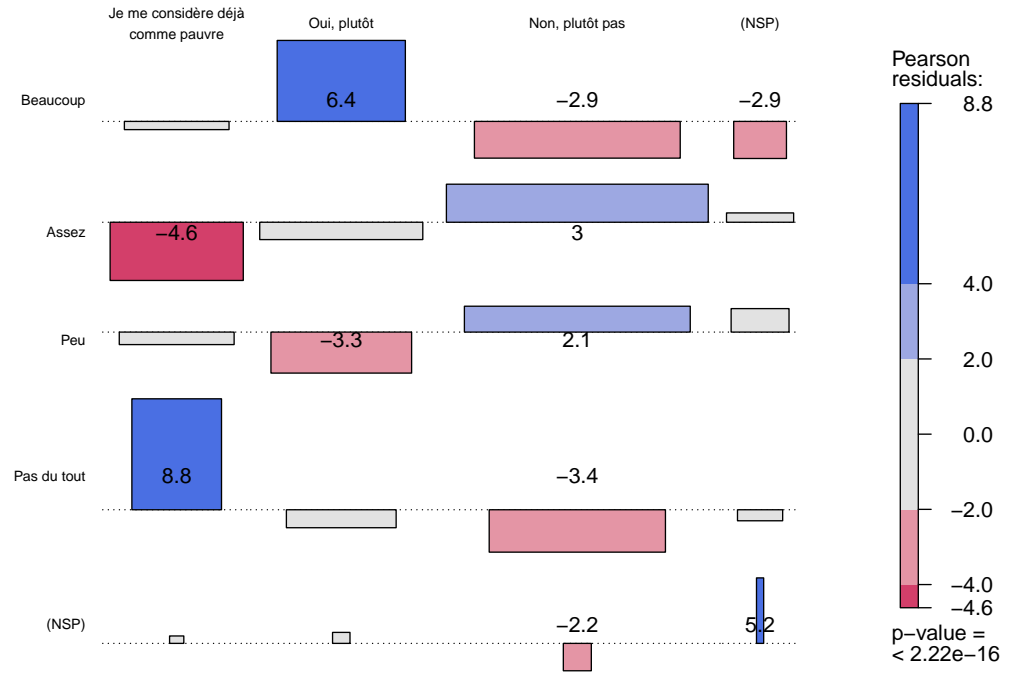 Je me considère déjà
comme pauvre
Oui, plutôt
Non, plutôt pas
(NSP)
Beaucoup
6.4
−2.9
−2.9
Assez
−4.6
3
Peu
−3.3
2.1
Pas du tout
8.8
−3.4
(NSP)
−2.2
5.2
Pearson
residuals:
8.8
4.0
2.0
0.0
−2.0
−4.0
−4.6
p−value =
< 2.22e−16